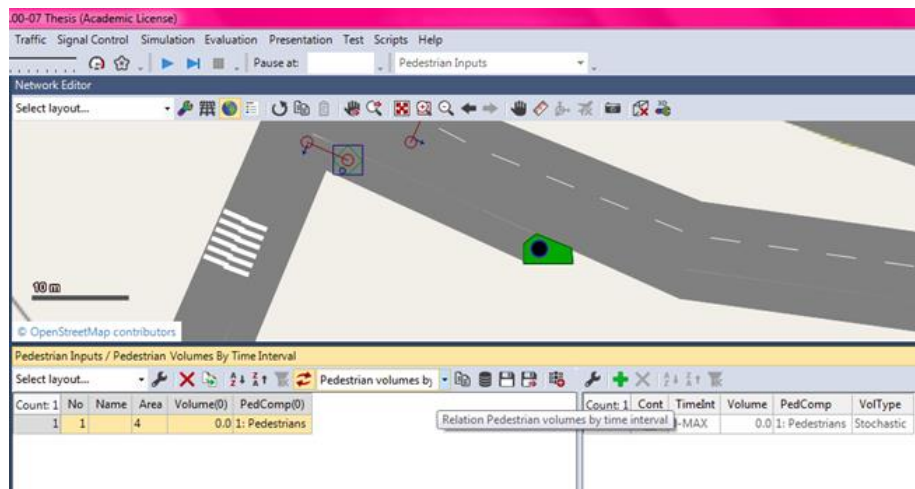 .00-07 Thesis (Academic License)
Traffic Signal Control Simulation Evaluation Presentation Test Scripts Help
Pause at: Pedestrian Inputs
Network Editor
Select layout...
10 m
© OpenStreetMap contributors
Pedestrian Inputs / Pedestrian Volumes By Time Interval
Select layout... Pedestrian volumes by
Count: 1 No Name Area Volume(0) PedComp(0)
1 1 4 0.0 1: Pedestrians
Relation Pedestrian volumes by time interval
Count: 1 Cont TimeInt Volume PedComp VolType
-MAX 0.0 1: Pedestrians Stochastic